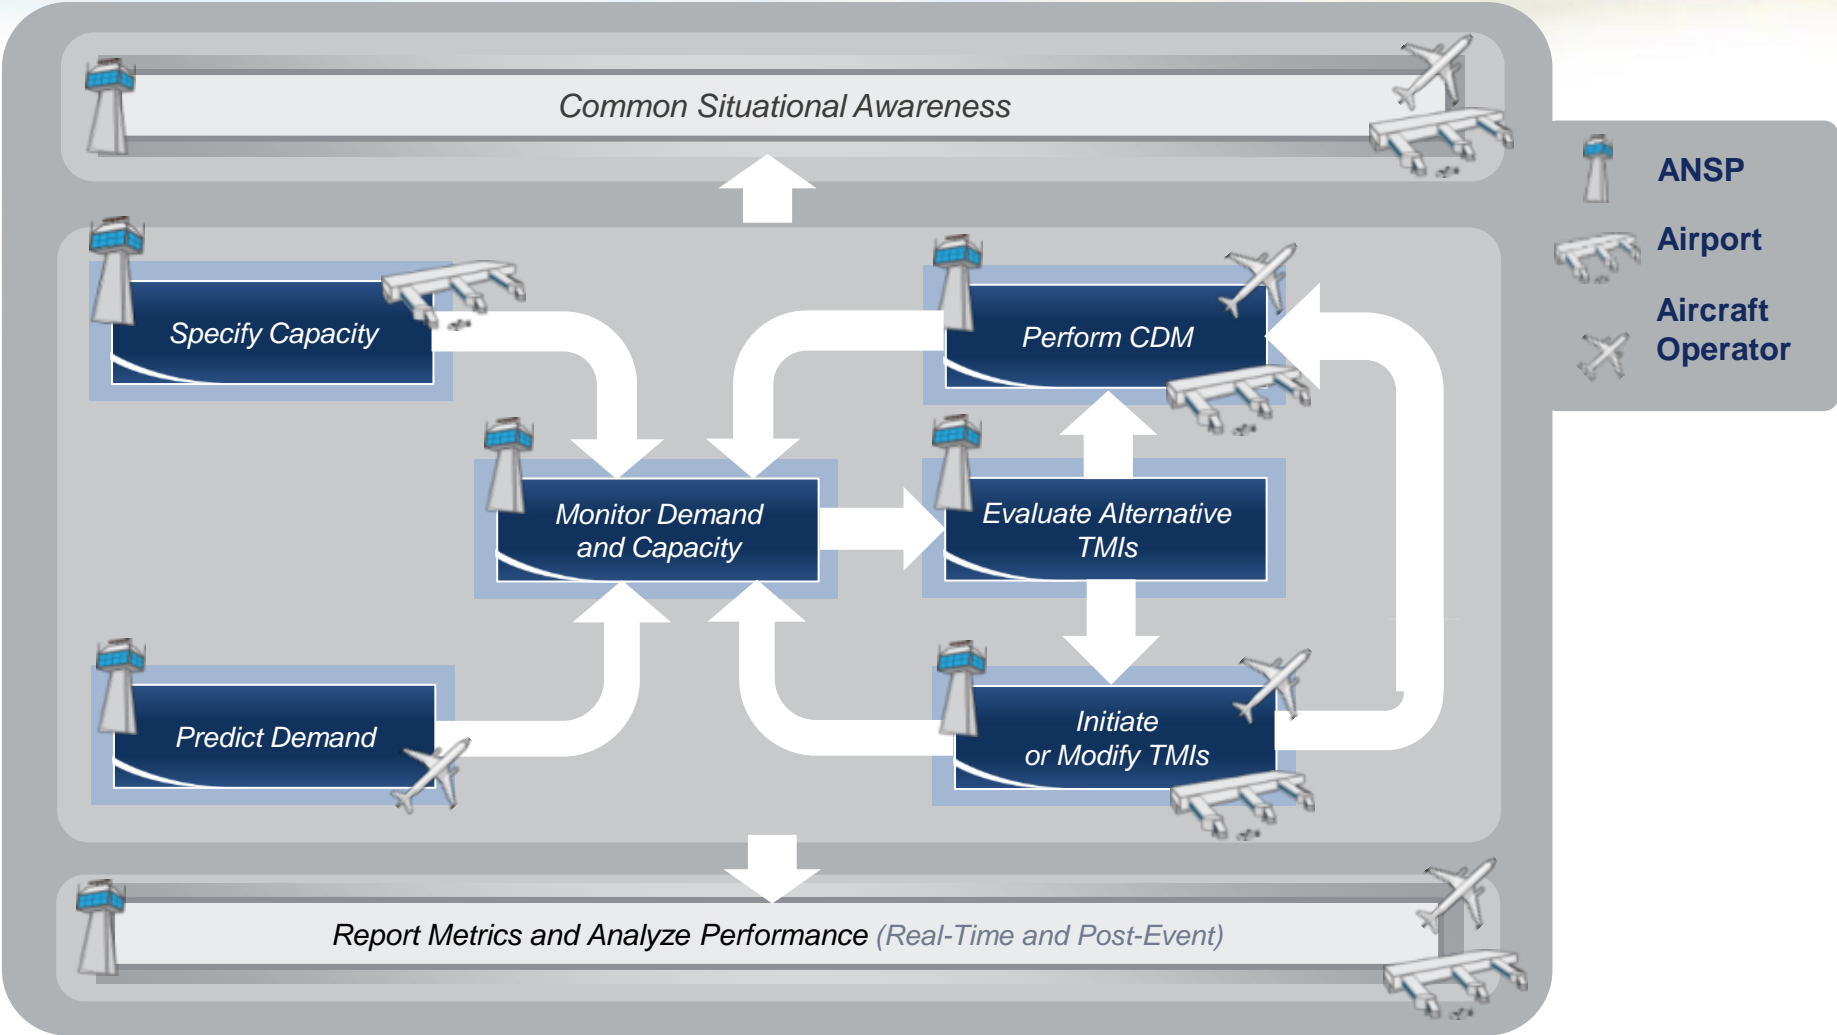 Common Situational Awareness
ANSP
Airport
Aircraft
Operator
Specify Capacity
Perform CDM
Monitor Demand
and Capacity
Evaluate Alternative
TMIs
Predict Demand
Initiate
or Modify TMIs
Report Metrics and Analyze Performance (Real-Time and Post-Event)